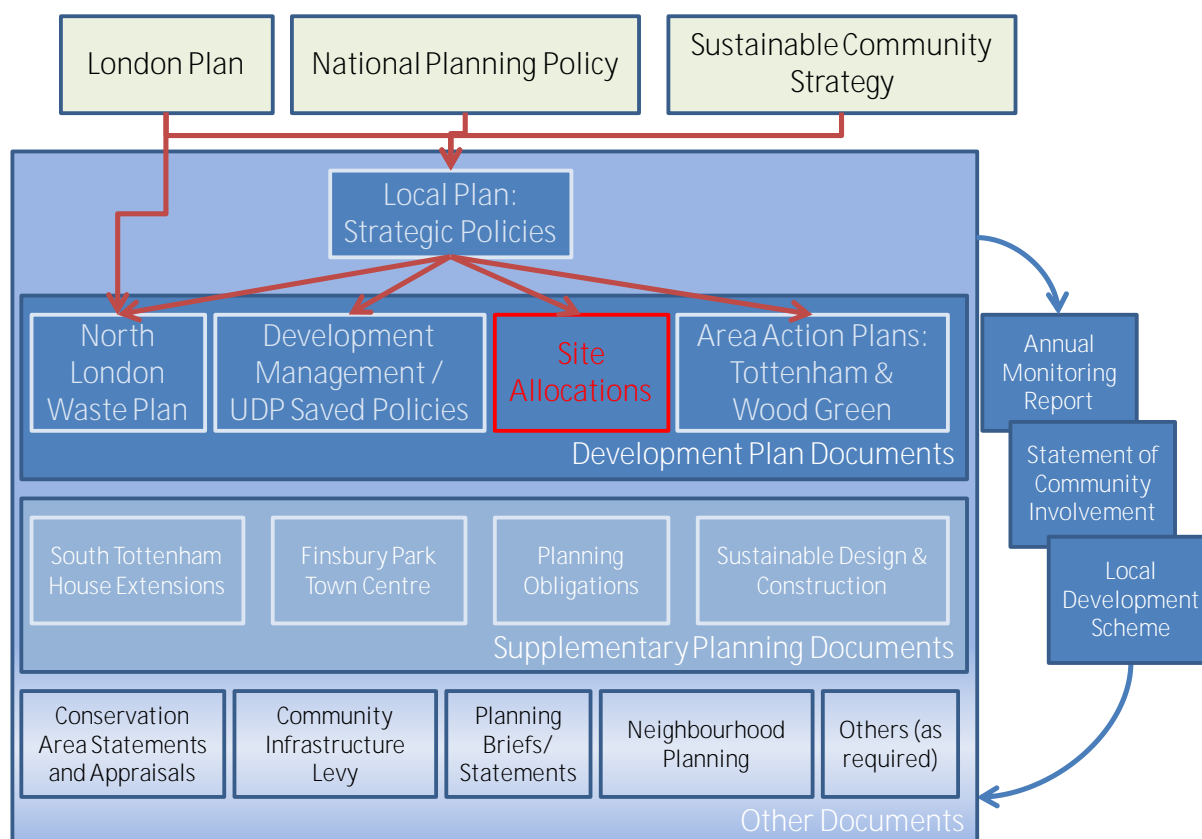 London Plan
National Planning Policy
Sustainable Community
Strategy
Local Plan:
Strategic Policies
North
London
Waste Plan
Development
Management /
UDP Saved Policies
Site
Allocations
Area Action Plans:
Tottenham &
Wood Green
Development Plan Documents
South Tottenham
House Extensions
Finsbury Park
Town Centre
Planning
Obligations
Sustainable Design &
Construction
Supplementary Planning Documents
Conservation
Area Statements
and Appraisals
Community
Infrastructure
Levy
Planning
Briefs/
Statements
Neighbourhood
Planning
Others (as
required)
Other Documents
Annual
Monitoring
Report
Statement of
Community
Involvement
Local
Development
Scheme